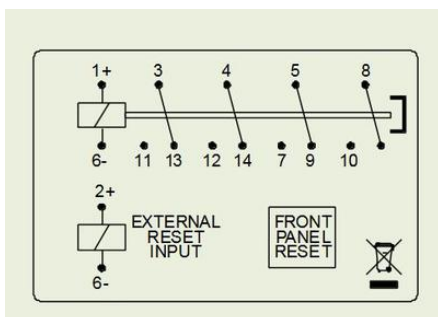 1+ 3 4 5 8
6- 11 13 12 14 7 9 10
2+
EXTERNAL
RESET
INPUT
FRONT
PANEL
RESET
6-